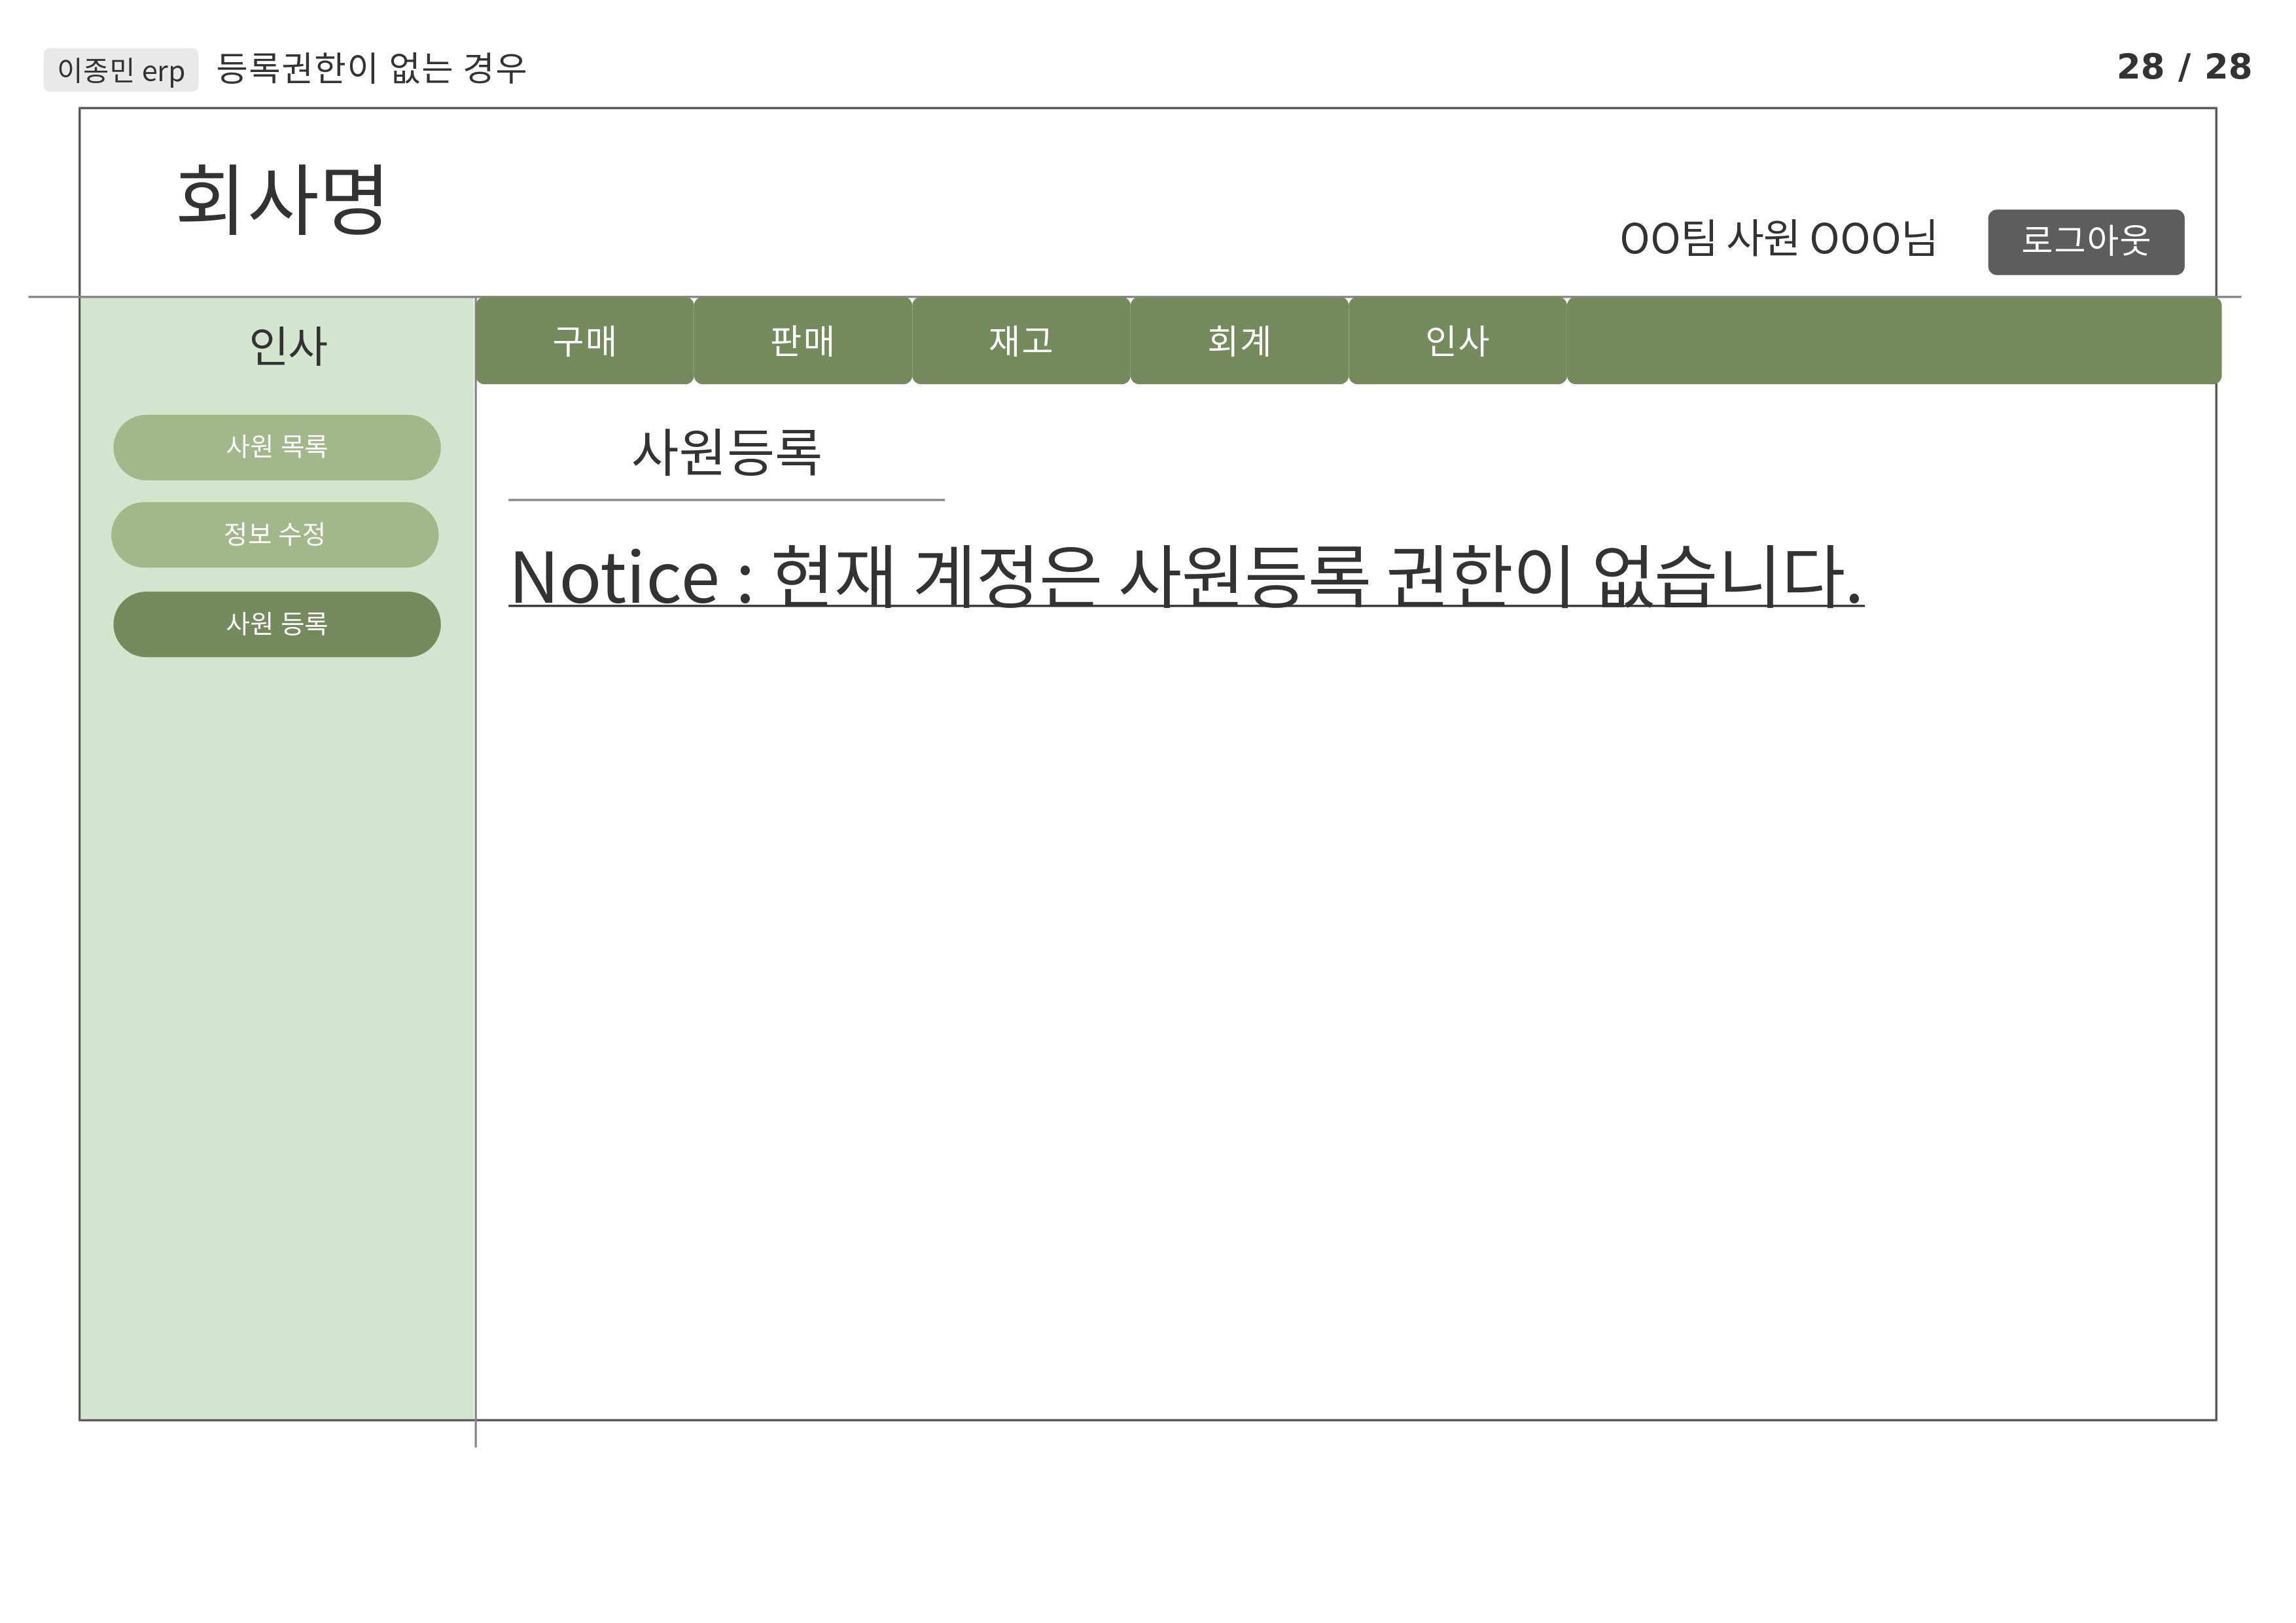 이종민 erp 등록권한이 없는 경우 28 / 28
회사명
OO팀 사원 OOO님 로그아웃
인사 구매 판매 재고 회계 인사
사원등록
사원 목록
정보 수정
사원 등록
Notice : 현재 계정은 사원등록 권한이 없습니다.